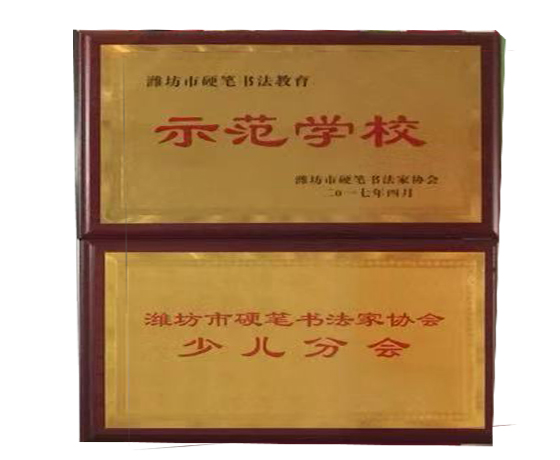 潍坊市硬笔书法教育
示范学校
潍坊市硬笔书法家协会
二0一七年四月
潍坊市硬笔书法家协会
少儿分会